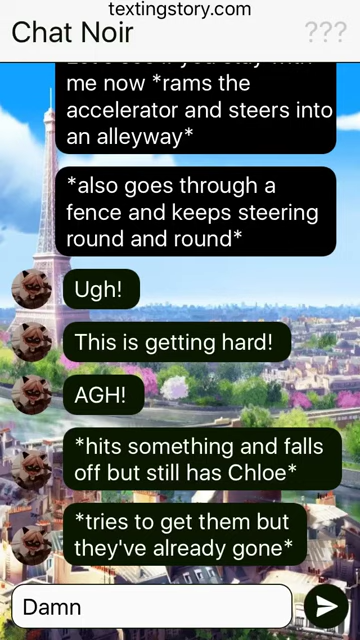 textingstory.com
Chat Noir
???
me now *rams the
accelerator and steers into
an alleyway*
*also goes through a
fence and keeps steering
round and round*
Ugh!
This is getting hard!
AGH!
*hits something and falls
off but still has Chloe*
*tries to get them but
they've already gone*
Damn